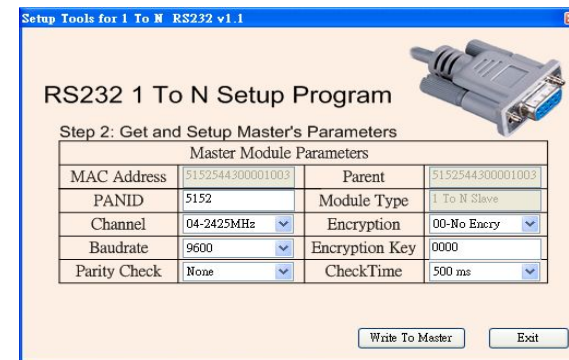 Setup Tools for 1 To N RS232 v1.1
RS232 1 To N Setup Program
Step 2: Get and Setup Master's Parameters
Master Module Parameters
MAC Address 5152544300001003 Parent 5152544300001003
PANID 5152 Module Type 1 To N Slave
Channel 04-2425MHz Encryption 00-No Encry
Baudrate 9600 Encryption Key 0000
Parity Check None CheckTime 500 ms
Write To Master Exit